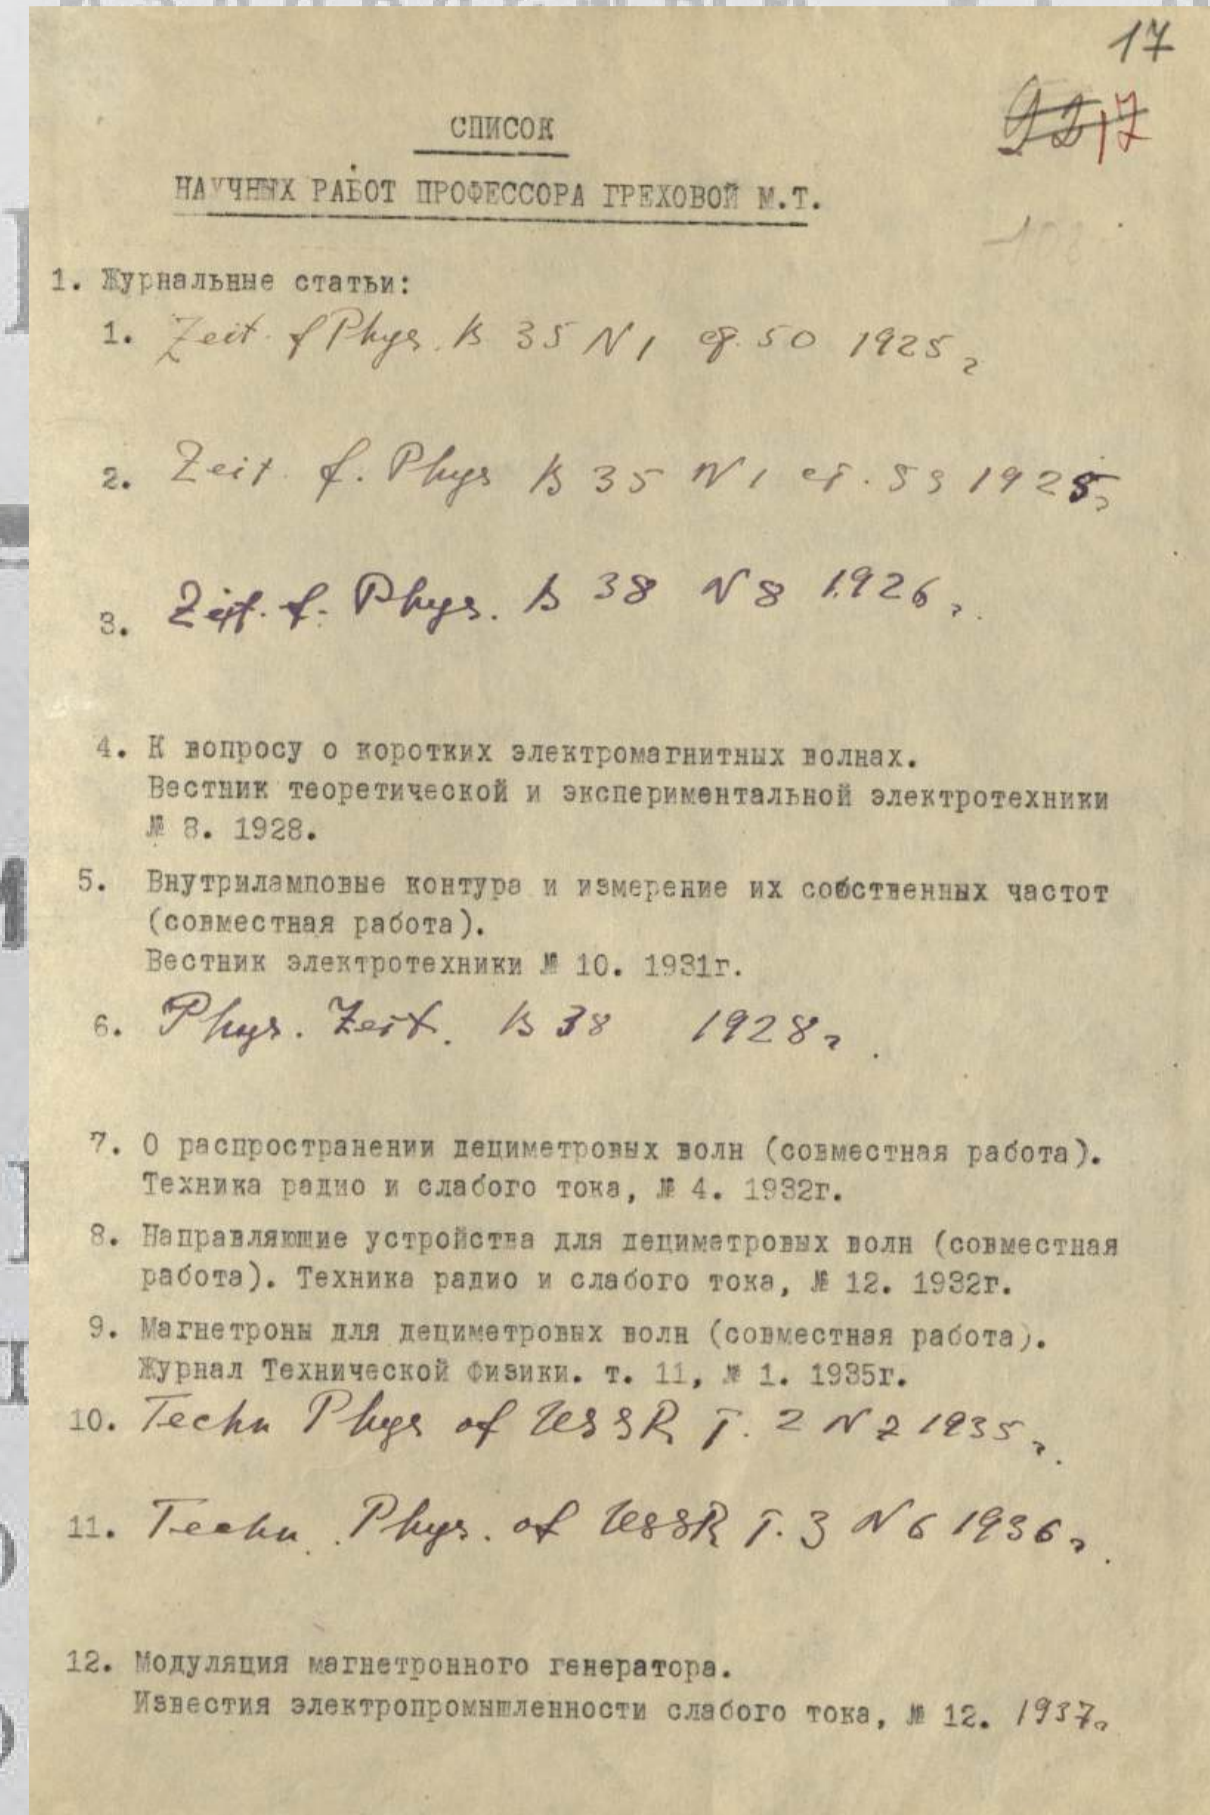 17
17
СПИСОК
НАУЧНЫХ РАБОТ ПРОФЕССОРА ГРЕХОВОЙ М.Т.
1. Журнальные статьи:
1. Zeit. f Phys. B 35 N 1 ст. 50 1925 г
2. Zeit. f. Phys B 35 N 1 ст. 59 1925 г
3. Zeit. f. Phys. B 38 N 8 1926 г.
4. К вопросу о коротких электромагнитных волнах.
Вестник теоретической и экспериментальной электротехники
№ 8. 1928.
5. Внутриламповые контура и измерение их собственных частот
(совместная работа).
Вестник электротехники № 10. 1931г.
6. Phys. Zeit. B 38 1928 г.
7. О распространении дециметровых волн (совместная работа).
Техника радио и слабого тока, № 4. 1932г.
8. Направляющие устройства для дециметровых волн (совместная
работа). Техника радио и слабого тока, № 12. 1932г.
9. Магнетроны для дециметровых волн (совместная работа).
Журнал Технической Физики. т. 11, № 1. 1935г.
10. Techn Phys of USSR T. 2 N 2 1935 г.
11. Techn. Phys. of USSR T. 3 N 6 1936 г.
12. Модуляция магнетронного генератора.
Известия электропромышленности слабого тока, № 12. 1937г